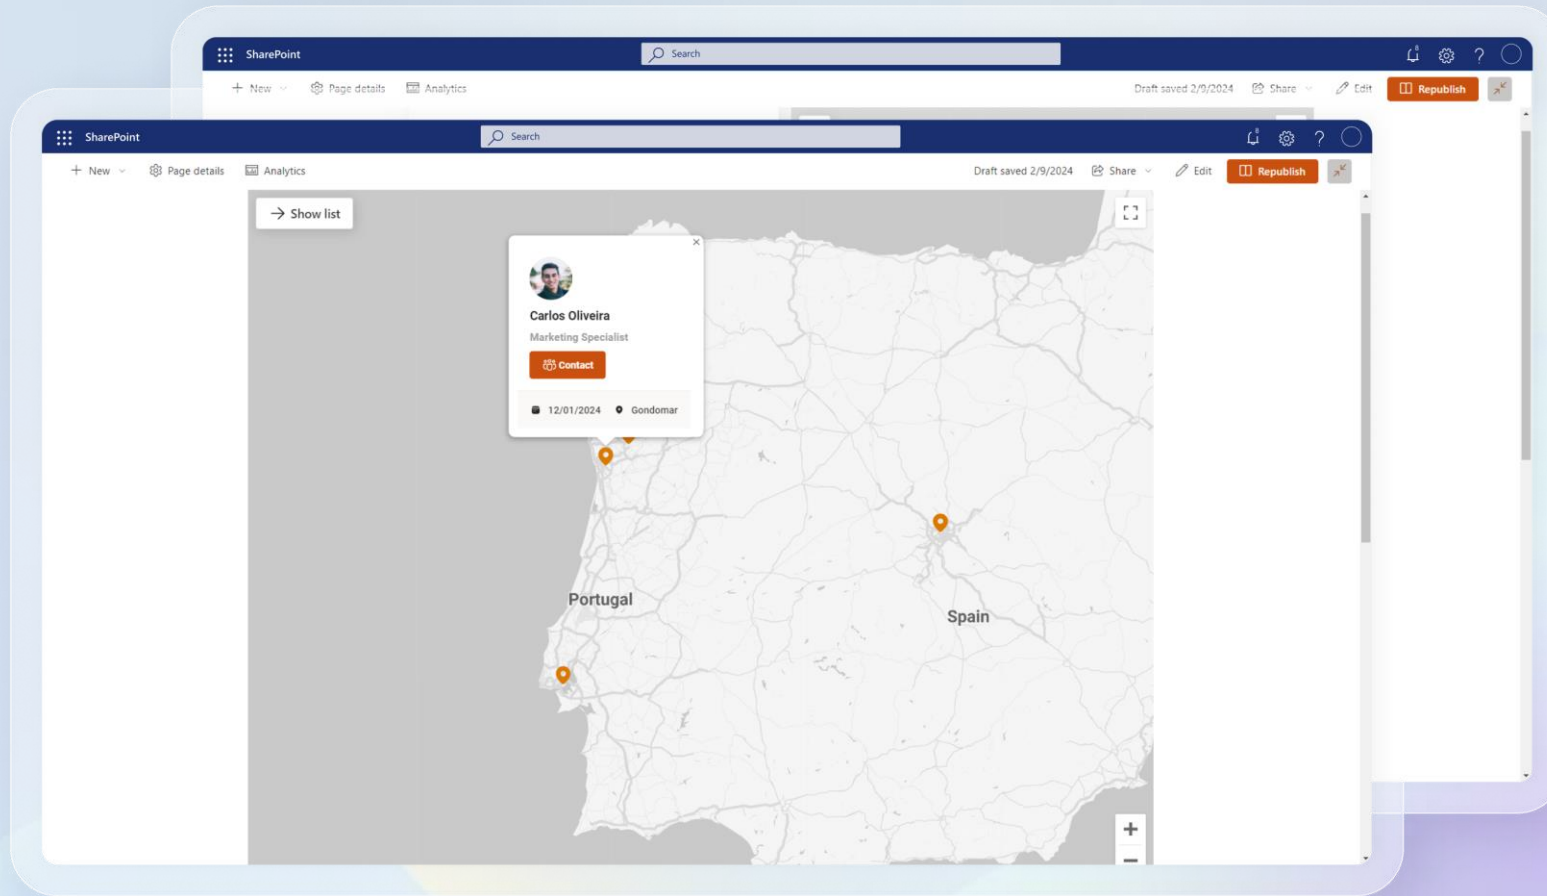 SharePoint
Search
8
?
New
Page details
Analytics
Draft saved 2/9/2024
Share
Edit
Republish
SharePoint
Search
8
?
New
Page details
Analytics
Draft saved 2/9/2024
Share
Edit
Republish
Show list
Carlos Oliveira
Marketing Specialist
Contact
12/01/2024
Gondomar
Portugal
Spain